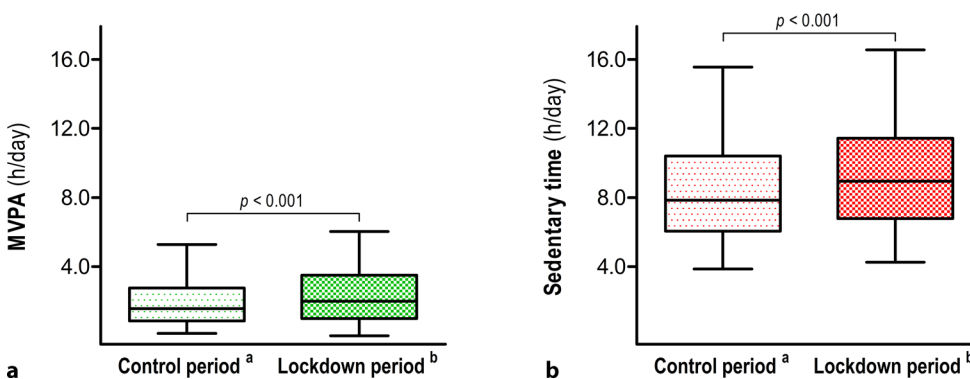 MVPA (h/day)
16.0
12.0
8.0
4.0
p < 0.001
Control period a
Lockdown period b
a
Sedentary time (h/day)
16.0
12.0
8.0
4.0
p < 0.001
Control period a
Lockdown period b
b